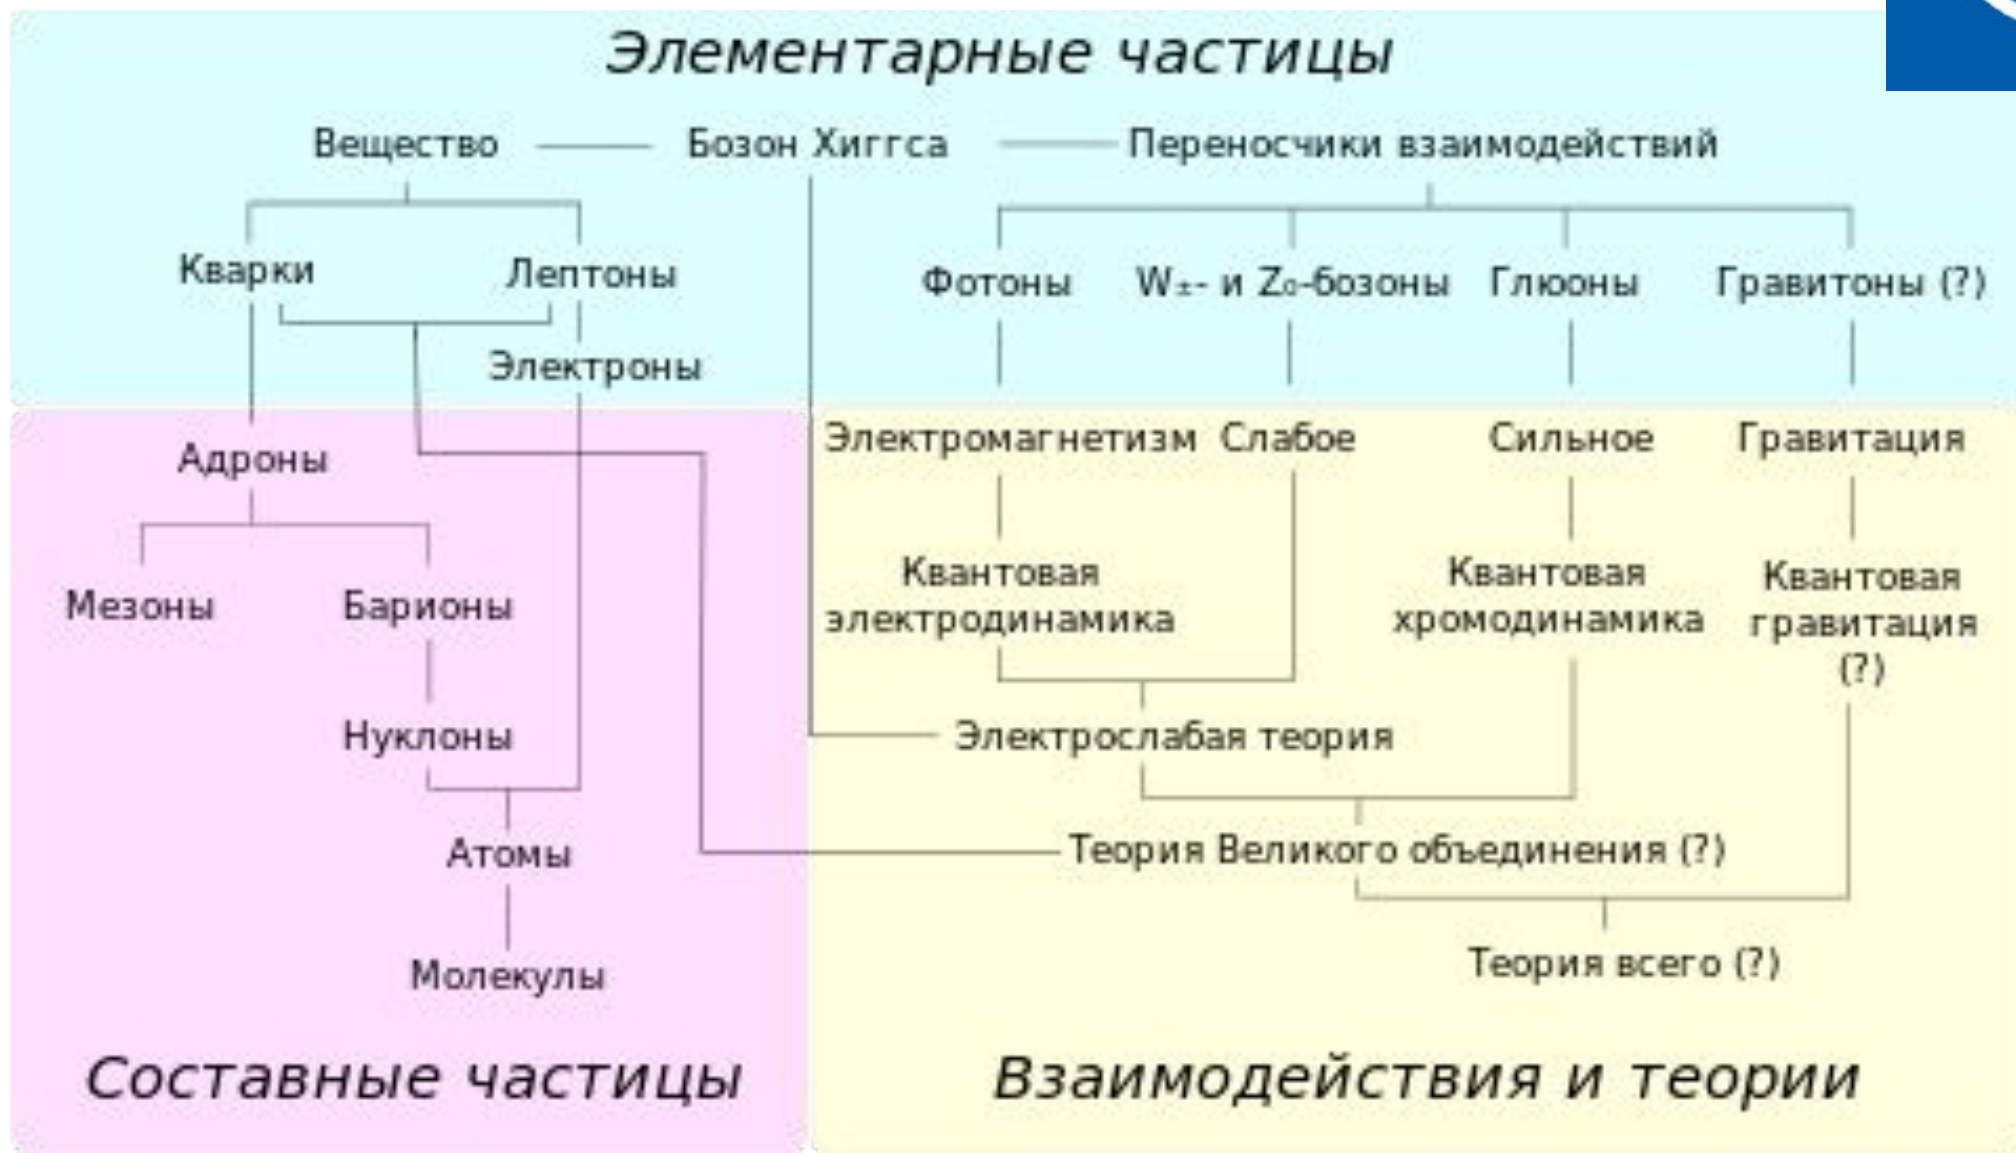 Элементарные частицы
Вещество
Бозон Хиггса
Переносчики взаимодействий
Кварки
Лептоны
Фотоны
W±- и Z0-бозоны
Глюоны
Гравитоны (?)
Электроны
Адроны
Электромагнетизм
Слабое
Сильное
Гравитация
Мезоны
Барионы
Квантовая
электродинамика
Квантовая
хромодинамика
Квантовая
гравитация
(?)
Нуклоны
Электрослабая теория
Атомы
Теория Великого объединения (?)
Молекулы
Теория всего (?)
Составные частицы
Взаимодействия и теории